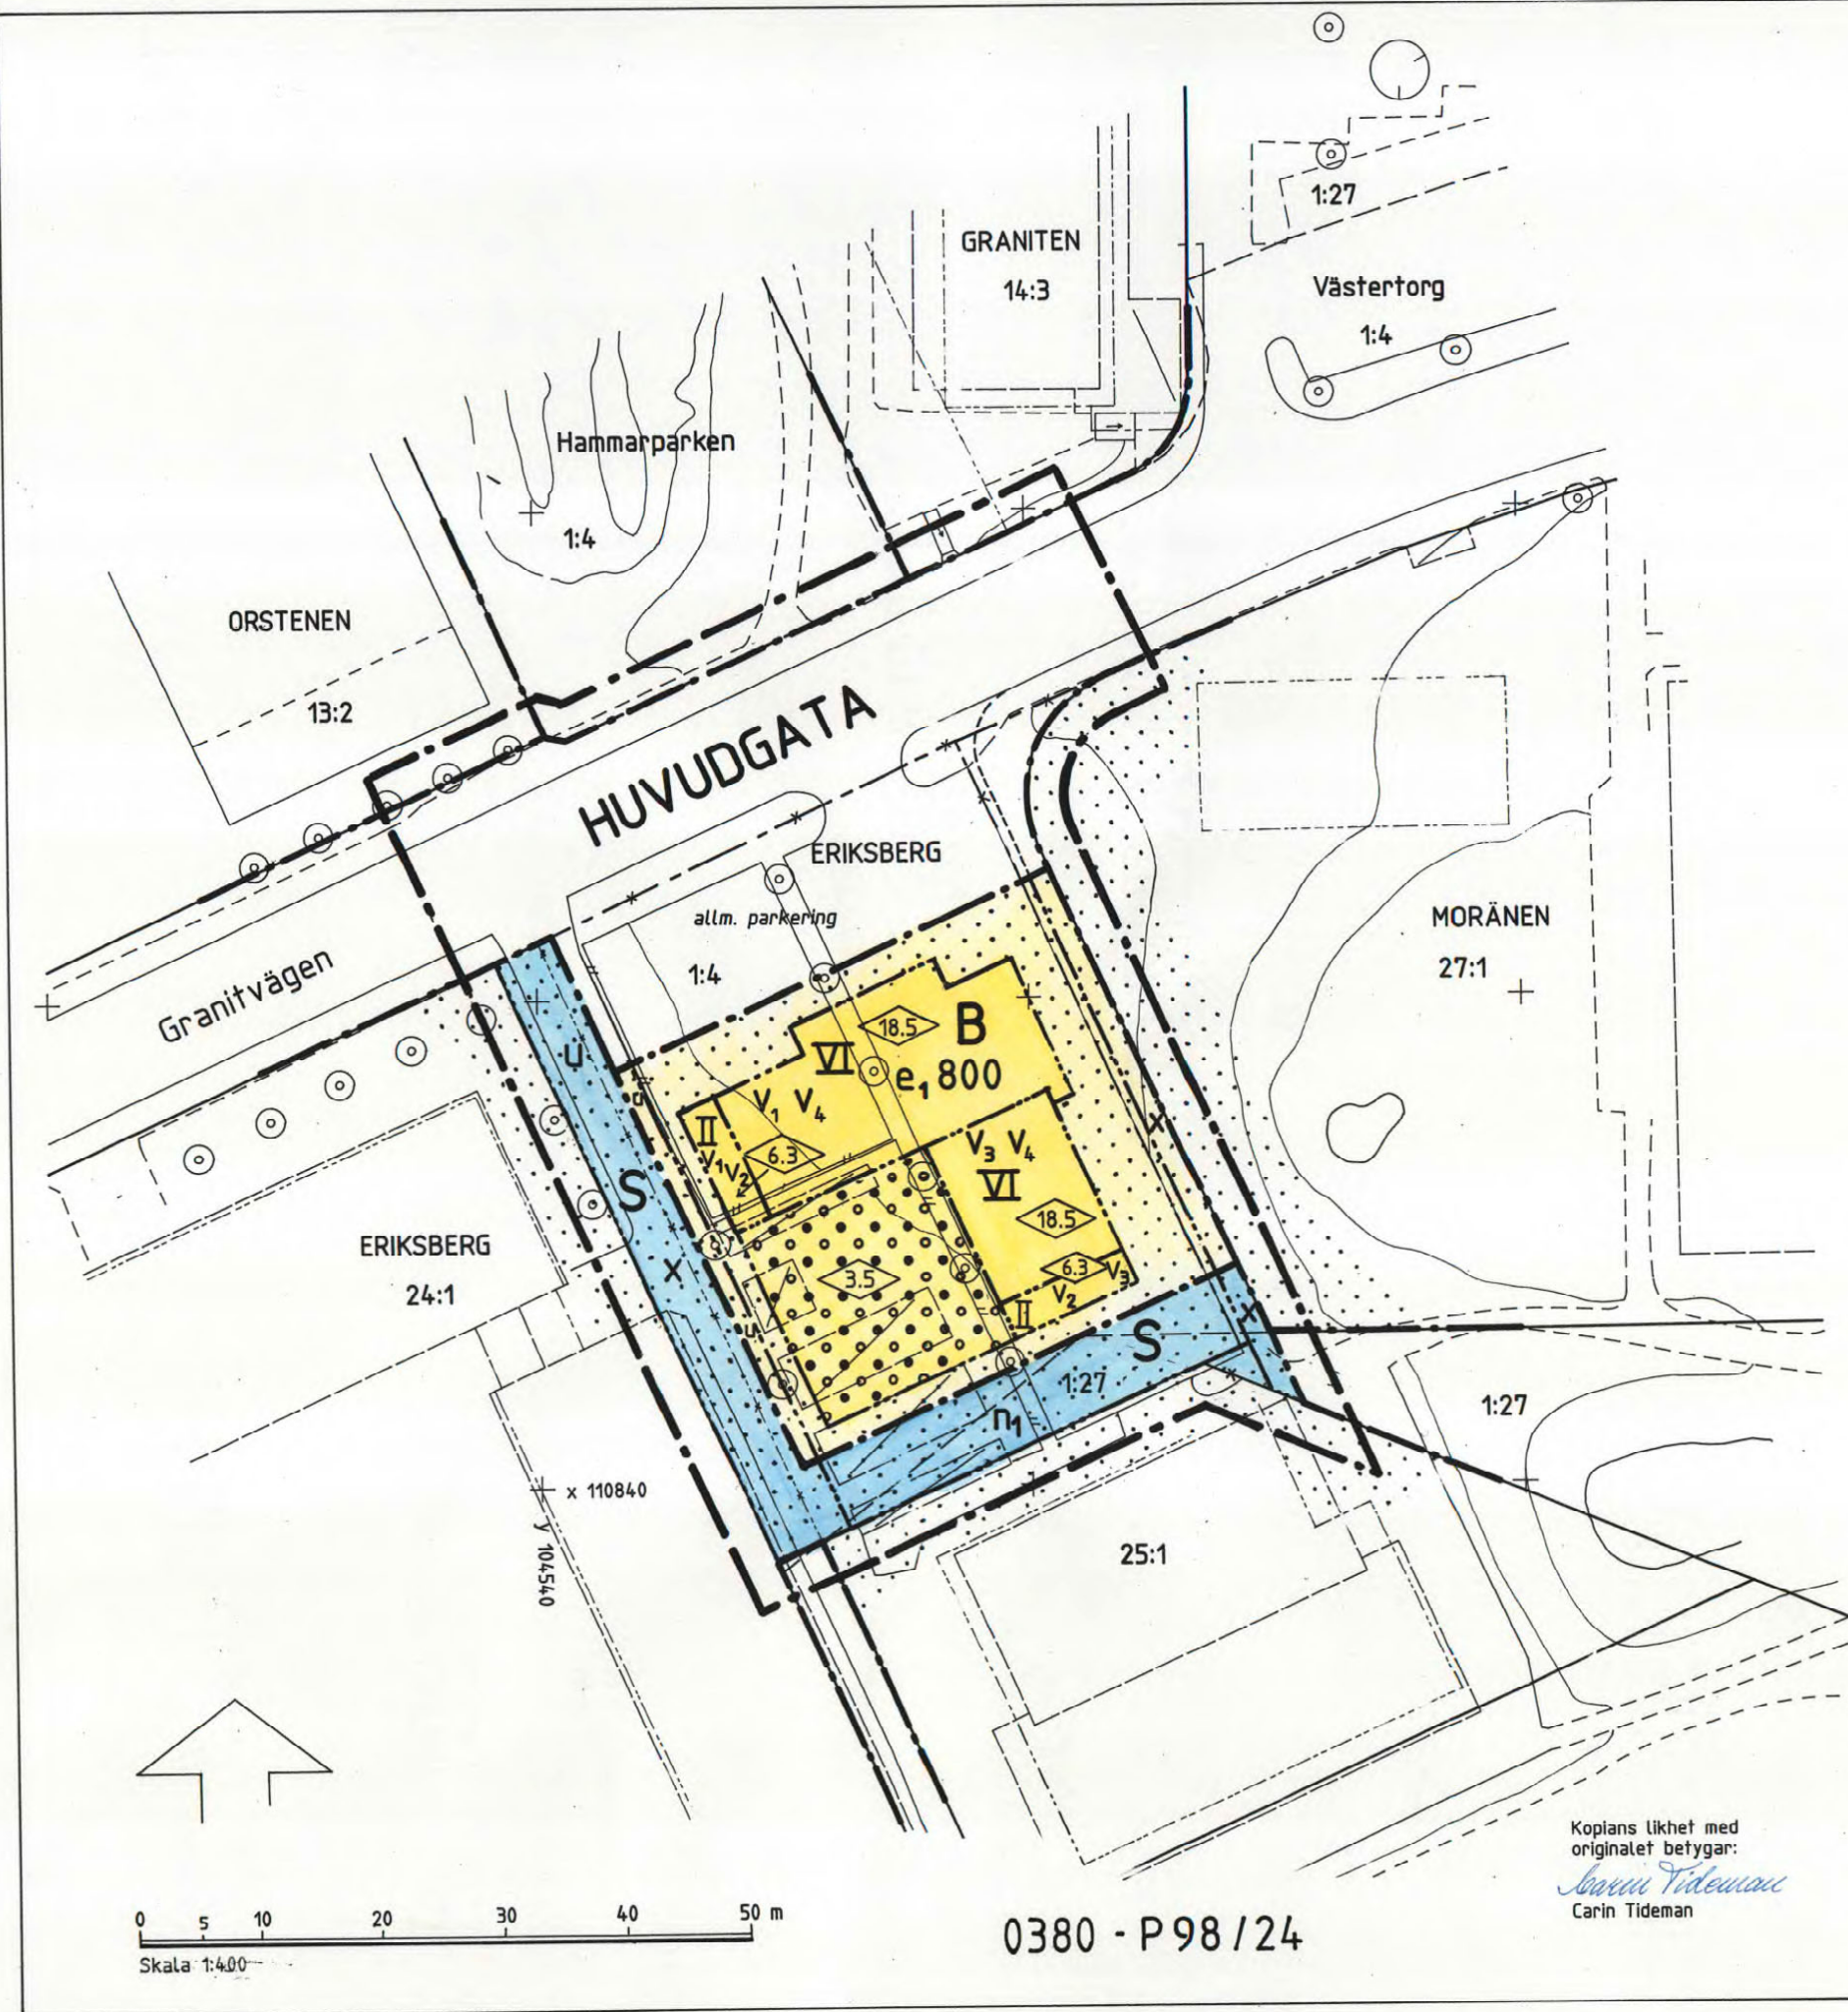 1:27
GRANITEN
14:3
Västertorg
1:4
Hammarparken
1:4
ORSTENEN
13:2
HUVUDGATA
ERIKSBERG
allm. parkering
1:4
MORÄNEN
27:1
Granitvägen
18.5
B
VI
e₁ 800
u
u
V₁ V₄
II
V₁ V₂
6.3
V₃ V₄
VI
18.5
S
x
x
ERIKSBERG
24:1
3.5
6.3
V₃
V₂
II
u
x
S
1:27
n₁
1:27
x 110840
y 104540
25:1
Kopians likhet med
originalet betygar:
Carin Tideman
Carin Tideman
0 5 10 20 30 40 50 m
Skala 1:400
0380 - P98/24